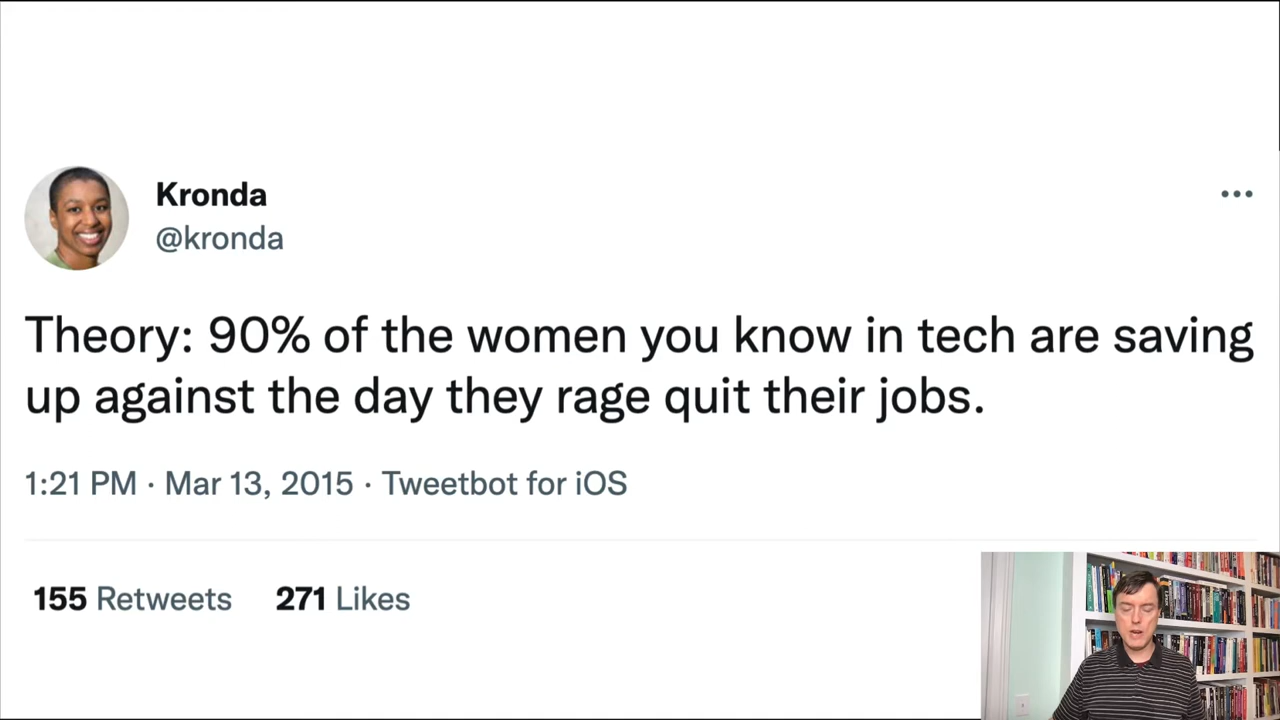 Kronda
@kronda
Theory: 90% of the women you know in tech are saving
up against the day they rage quit their jobs.
1:21 PM · Mar 13, 2015 · Tweetbot for iOS
155 Retweets 271 Likes